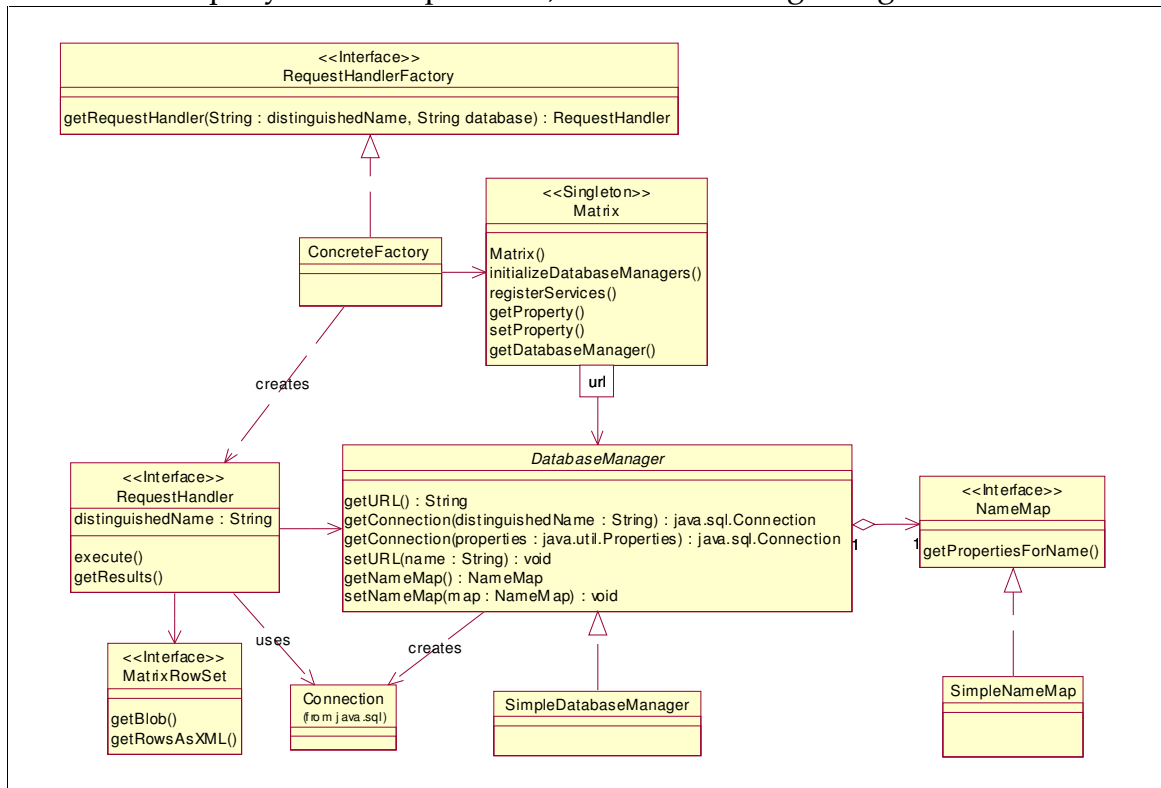 <<Interface>>
RequestHandlerFactory
getRequestHandler(String : distinguishedName, String database) : RequestHandler
<<Singleton>>
Matrix
Matrix()
initializeDatabaseManagers()
registerServices()
getProperty()
setProperty()
getDatabaseManager()
ConcreteFactory
url
creates
<<Interface>>
RequestHandler
distinguishedName : String
execute()
getResults()
DatabaseManager
getURL() : String
getConnection(distinguishedName : String) : java.sql.Connection
getConnection(properties : java.util.Properties) : java.sql.Connection
setURL(name : String) : void
getNameMap() : NameMap
setNameMap(map : NameMap) : void
1
1
<<Interface>>
NameMap
getPropertiesForName()
uses
creates
<<Interface>>
MatrixRowSet
getBlob()
getRowsAsXML()
Connection
(from java.sql)
SimpleDatabaseManager
SimpleNameMap